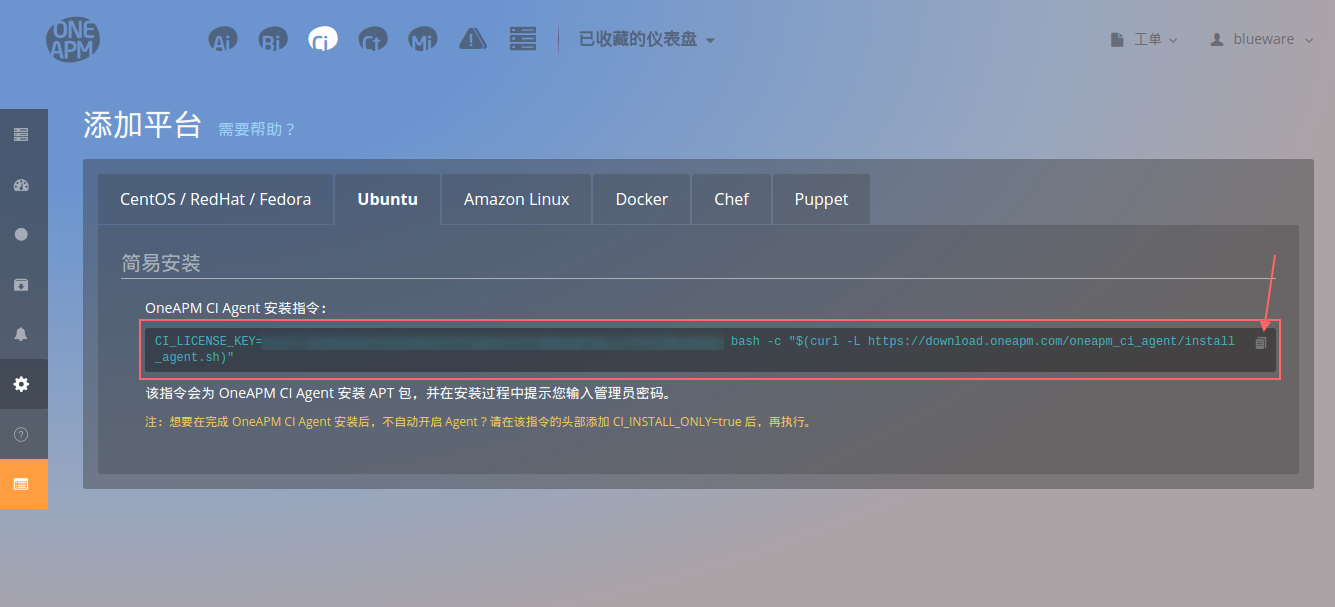 ONE
APM
Ai
Bi
Ci
Ct
Mi
已收藏的仪表盘
工单
blueware
添加平台
需要帮助？
CentOS / RedHat / Fedora
Ubuntu
Amazon Linux
Docker
Chef
Puppet
简易安装
OneAPM CI Agent 安装指令：
CI_LICENSE_KEY= bash -c "$(curl -L https://download.oneapm.com/oneapm_ci_agent/install
_agent.sh)"
该指令会为 OneAPM CI Agent 安装 APT 包，并在安装过程中提示您输入管理员密码。
注：想要在完成 OneAPM CI Agent 安装后，不自动开启 Agent？请在该指令的头部添加 CI_INSTALL_ONLY=true 后，再执行。